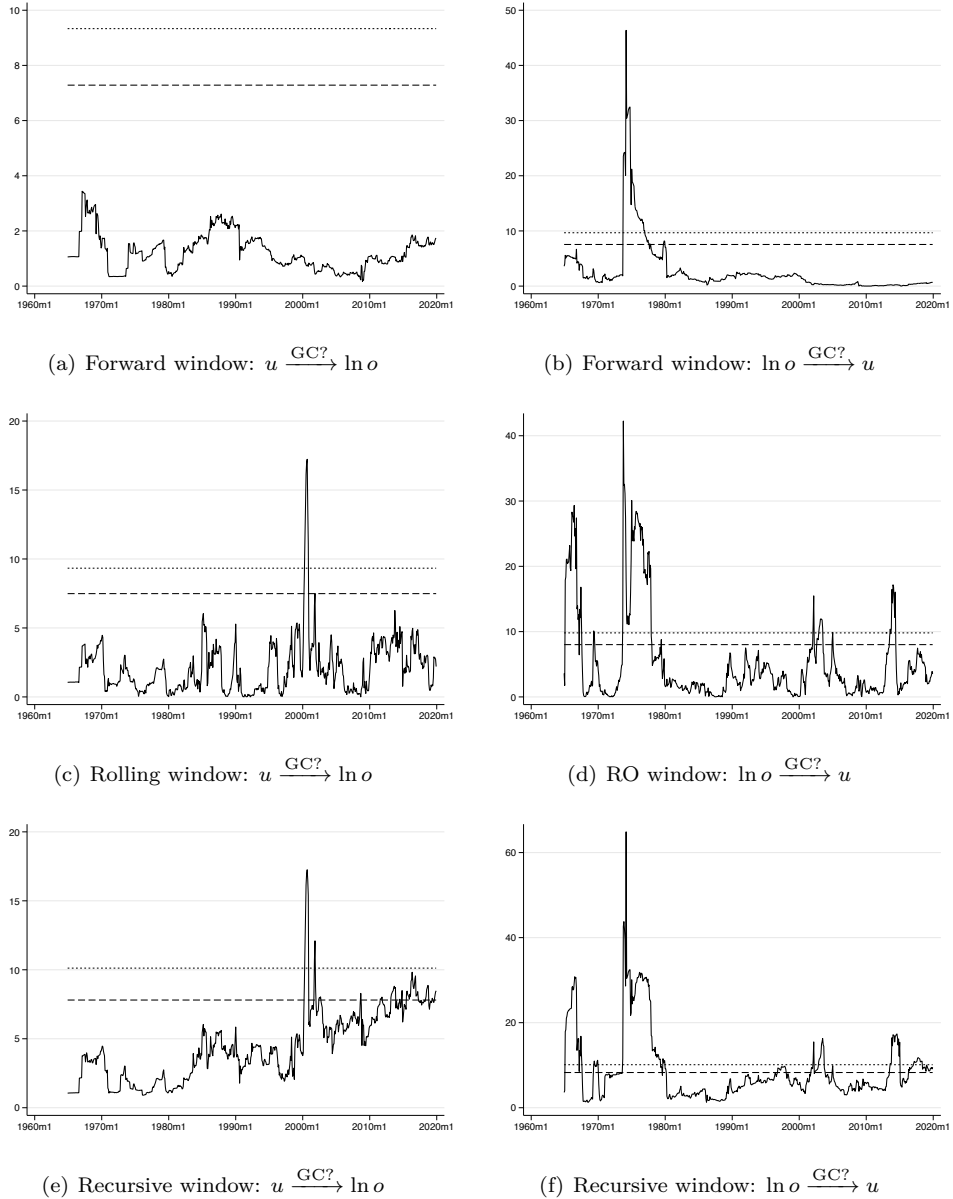 10
8
6
4
2
0
1960m1 1970m1 1980m1 1990m1 2000m1 2010m1 2020m1
(a) Forward window: u GC?⟶ ln o
50
40
30
20
10
0
1960m1 1970m1 1980m1 1990m1 2000m1 2010m1 2020m1
(b) Forward window: ln o GC?⟶ u
20
15
10
5
0
1960m1 1970m1 1980m1 1990m1 2000m1 2010m1 2020m1
(c) Rolling window: u GC?⟶ ln o
40
30
20
10
0
1960m1 1970m1 1980m1 1990m1 2000m1 2010m1 2020m1
(d) RO window: ln o GC?⟶ u
20
15
10
5
0
1960m1 1970m1 1980m1 1990m1 2000m1 2010m1 2020m1
(e) Recursive window: u GC?⟶ ln o
60
40
20
0
1960m1 1970m1 1980m1 1990m1 2000m1 2010m1 2020m1
(f) Recursive window: ln o GC?⟶ u